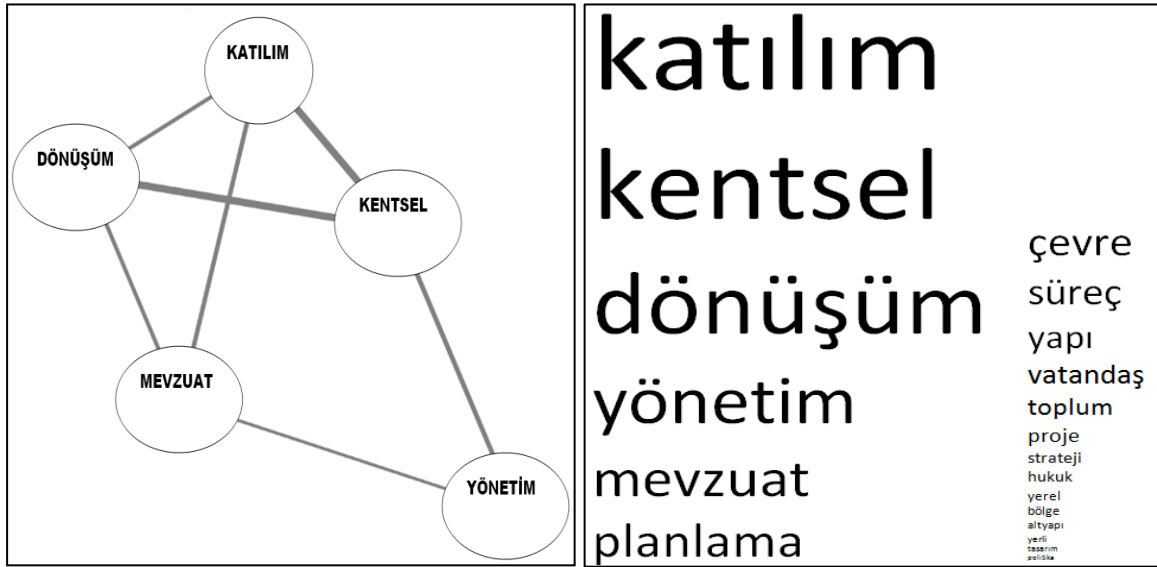 KATILIM
DÖNÜŞÜM
KENTSEL
MEVZUAT
YÖNETİM
katılım
kentsel
dönüşüm
yönetim
mevzuat
planlama
çevre
süreç
yapı
vatandaş
toplum
proje
strateji
hukuk
yerel
bölge
altyapı
yerli
tasarım
politika